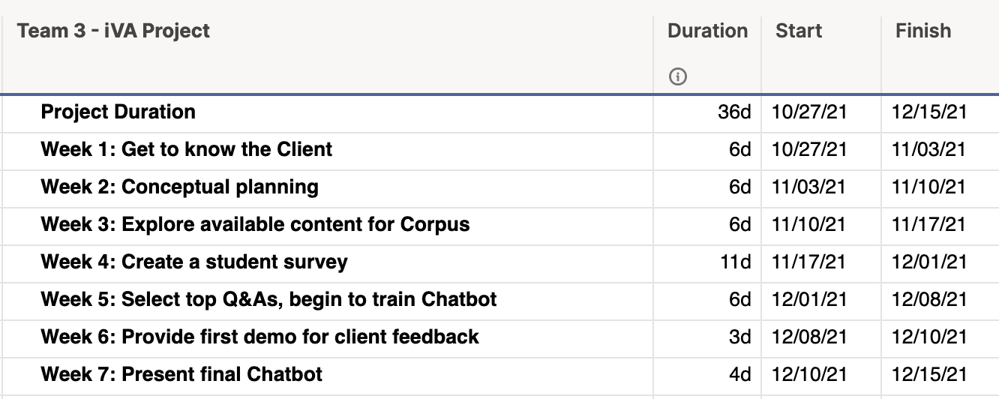 Team 3 - iVA Project Duration Start Finish
Project Duration 36d 10/27/21 12/15/21
Week 1: Get to know the Client 6d 10/27/21 11/03/21
Week 2: Conceptual planning 6d 11/03/21 11/10/21
Week 3: Explore available content for Corpus 6d 11/10/21 11/17/21
Week 4: Create a student survey 11d 11/17/21 12/01/21
Week 5: Select top Q&As, begin to train Chatbot 6d 12/01/21 12/08/21
Week 6: Provide first demo for client feedback 3d 12/08/21 12/10/21
Week 7: Present final Chatbot 4d 12/10/21 12/15/21